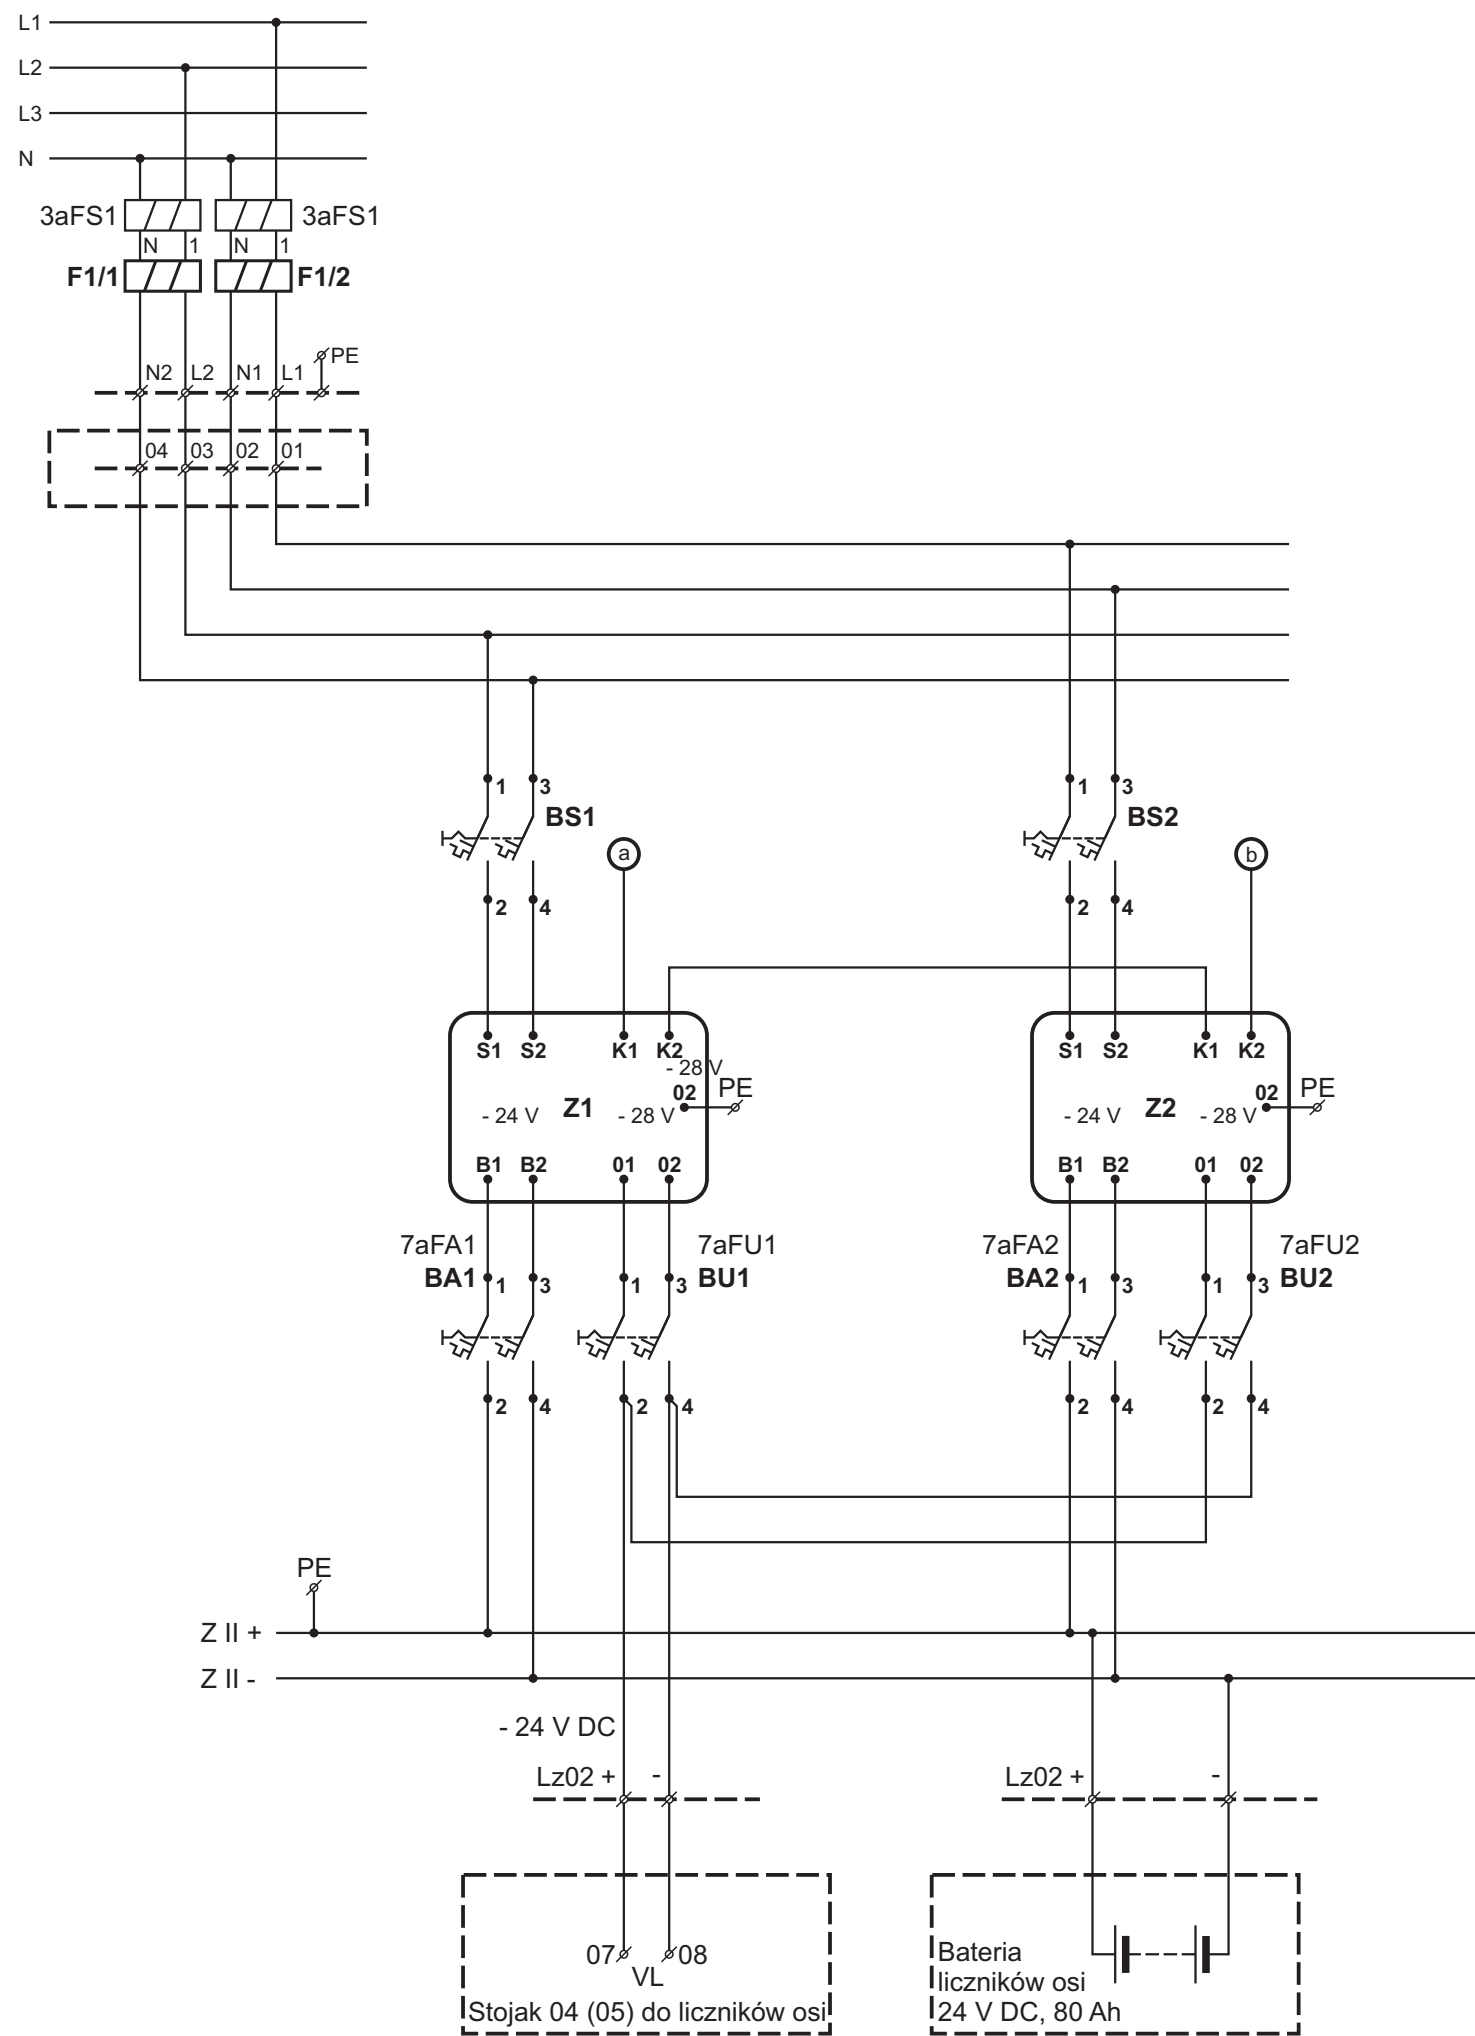 L1
L2
L3
N
3aFS1 3aFS1
N 1 N 1
F1/1 F1/2
PE
N2 L2 N1 L1
04 03 02 01
1 3 1 3
BS1 BS2
a b
2 4 2 4
S1 S2 K1 K2 S1 S2 K1 K2
- 28 V
02 PE 02 PE
- 24 V Z1 - 28 V - 24 V Z2 - 28 V
B1 B2 01 02 B1 B2 01 02
7aFA1 7aFU1 7aFA2 7aFU2
BA1 1 3 1 3 BU1 BA2 1 3 1 3 BU2
2 4 2 4 2 4 2 4
PE
Z II +
Z II -
- 24 V DC
Lz02 + - Lz02 + -
07 08
VL
Stojak 04 (05) do liczników osi
Bateria
liczników osi
24 V DC, 80 Ah